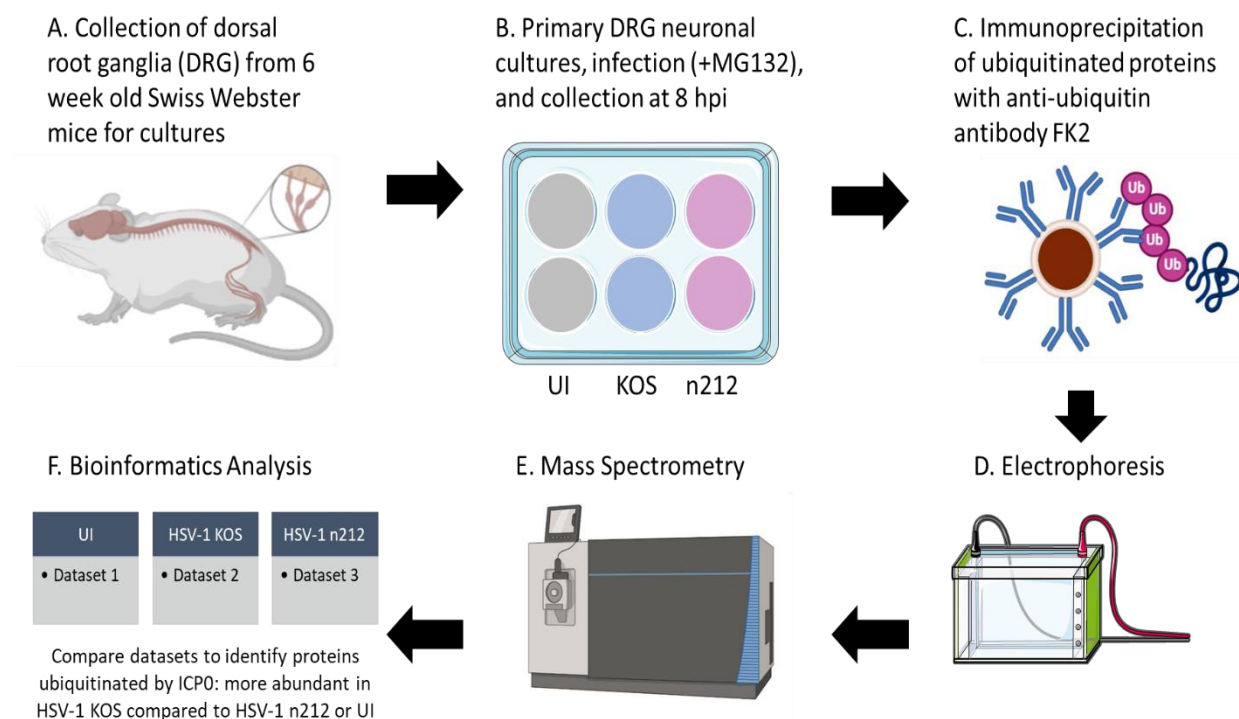 A. Collection of dorsal
root ganglia (DRG) from 6
week old Swiss Webster
mice for cultures
B. Primary DRG neuronal
cultures, infection (+MG132),
and collection at 8 hpi
UI KOS n212
C. Immunoprecipitation
of ubiquitinated proteins
with anti-ubiquitin
antibody FK2
Ub
Ub
Ub
Ub
D. Electrophoresis
E. Mass Spectrometry
F. Bioinformatics Analysis
UI HSV-1 KOS HSV-1 n212
• Dataset 1 • Dataset 2 • Dataset 3
Compare datasets to identify proteins
ubiquitinated by ICP0: more abundant in
HSV-1 KOS compared to HSV-1 n212 or UI